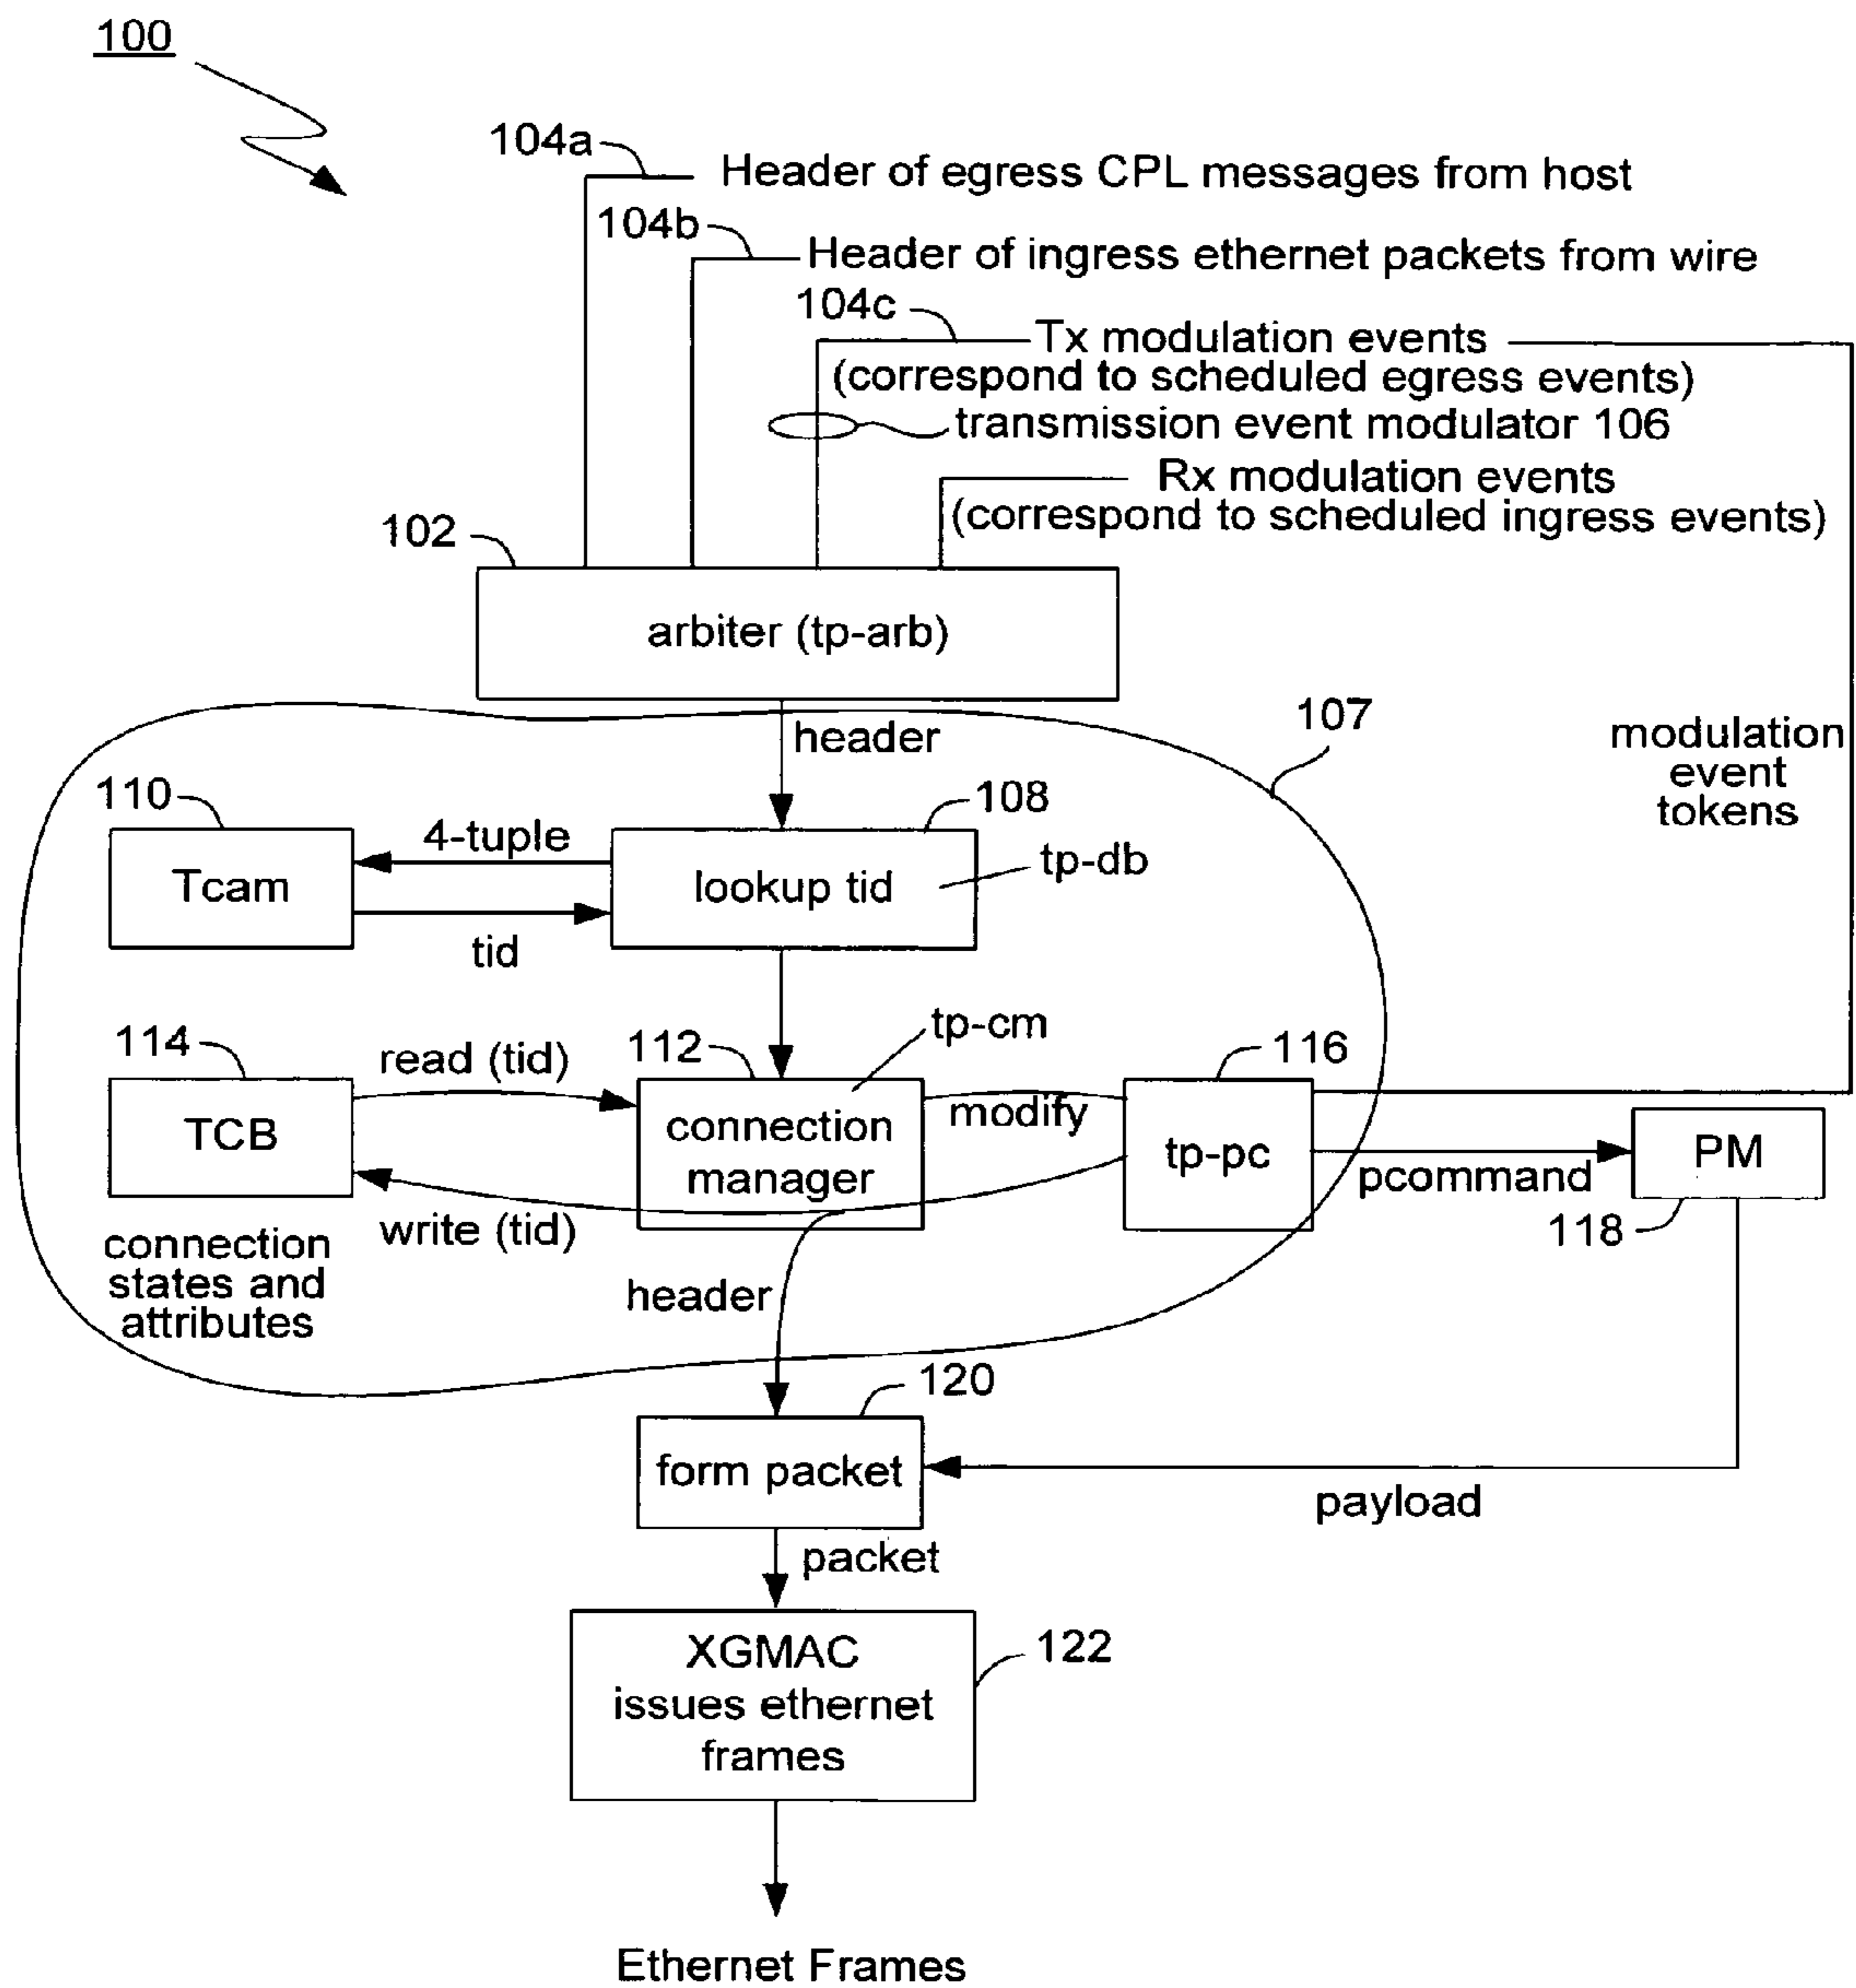 100
104a
Header of egress CPL messages from host
104b
Header of ingress ethernet packets from wire
104c
Tx modulation events
(correspond to scheduled egress events)
transmission event modulator 106
Rx modulation events
(correspond to scheduled ingress events)
102
arbiter (tp-arb)
header
107
modulation
event
tokens
110
108
4-tuple
Tcam
lookup tid
tp-db
tid
114
read (tid)
112
tp-cm
116
TCB
connection
manager
modify
tp-pc
pcommand
PM
118
write (tid)
connection
states and
attributes
header
120
form packet
payload
packet
XGMAC
issues ethernet
frames
122
Ethernet Frames